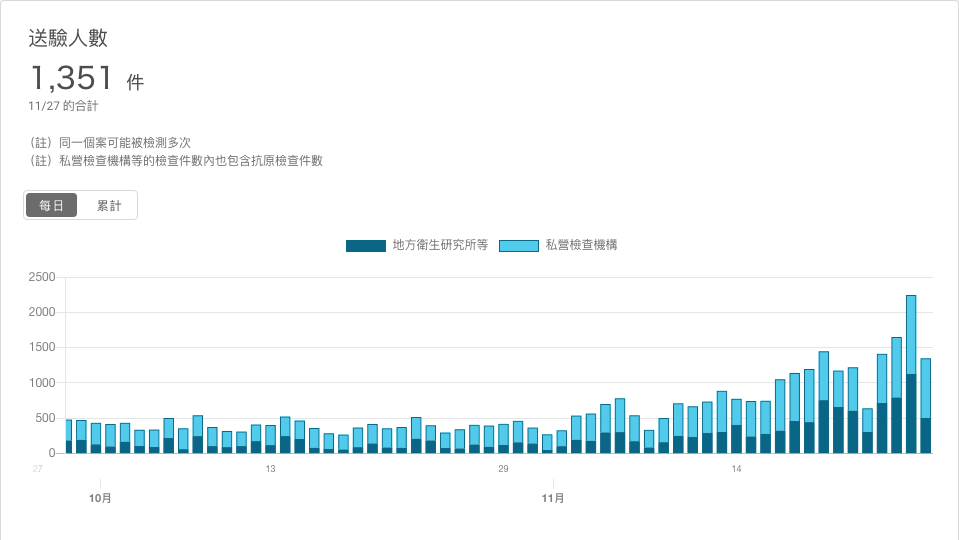 送驗人數
1,351 件
11/27 的合計
（註）同一個案可能被檢測多次
（註）私營檢查機構等的檢查件數內也包含抗原檢查件數
每日 累計
地方衛生研究所等 私營檢查機構
2500
2000
1500
1000
500
0
27 13 29 14
10月 11月